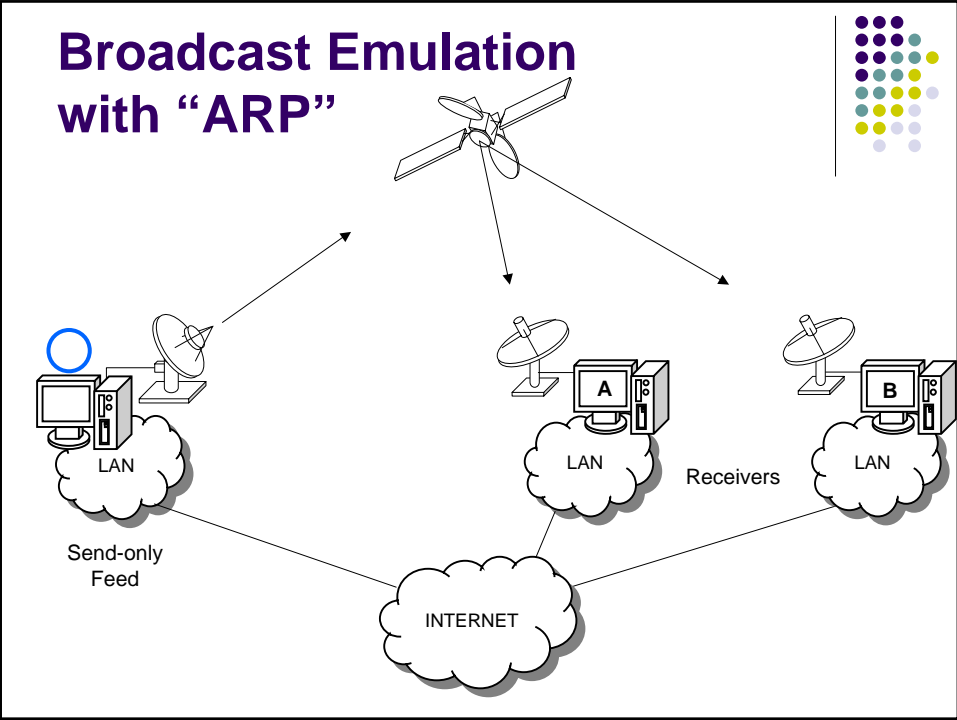 Broadcast Emulation
with “ARP”
A
B
LAN
LAN
LAN
Receivers
Send-only
Feed
INTERNET